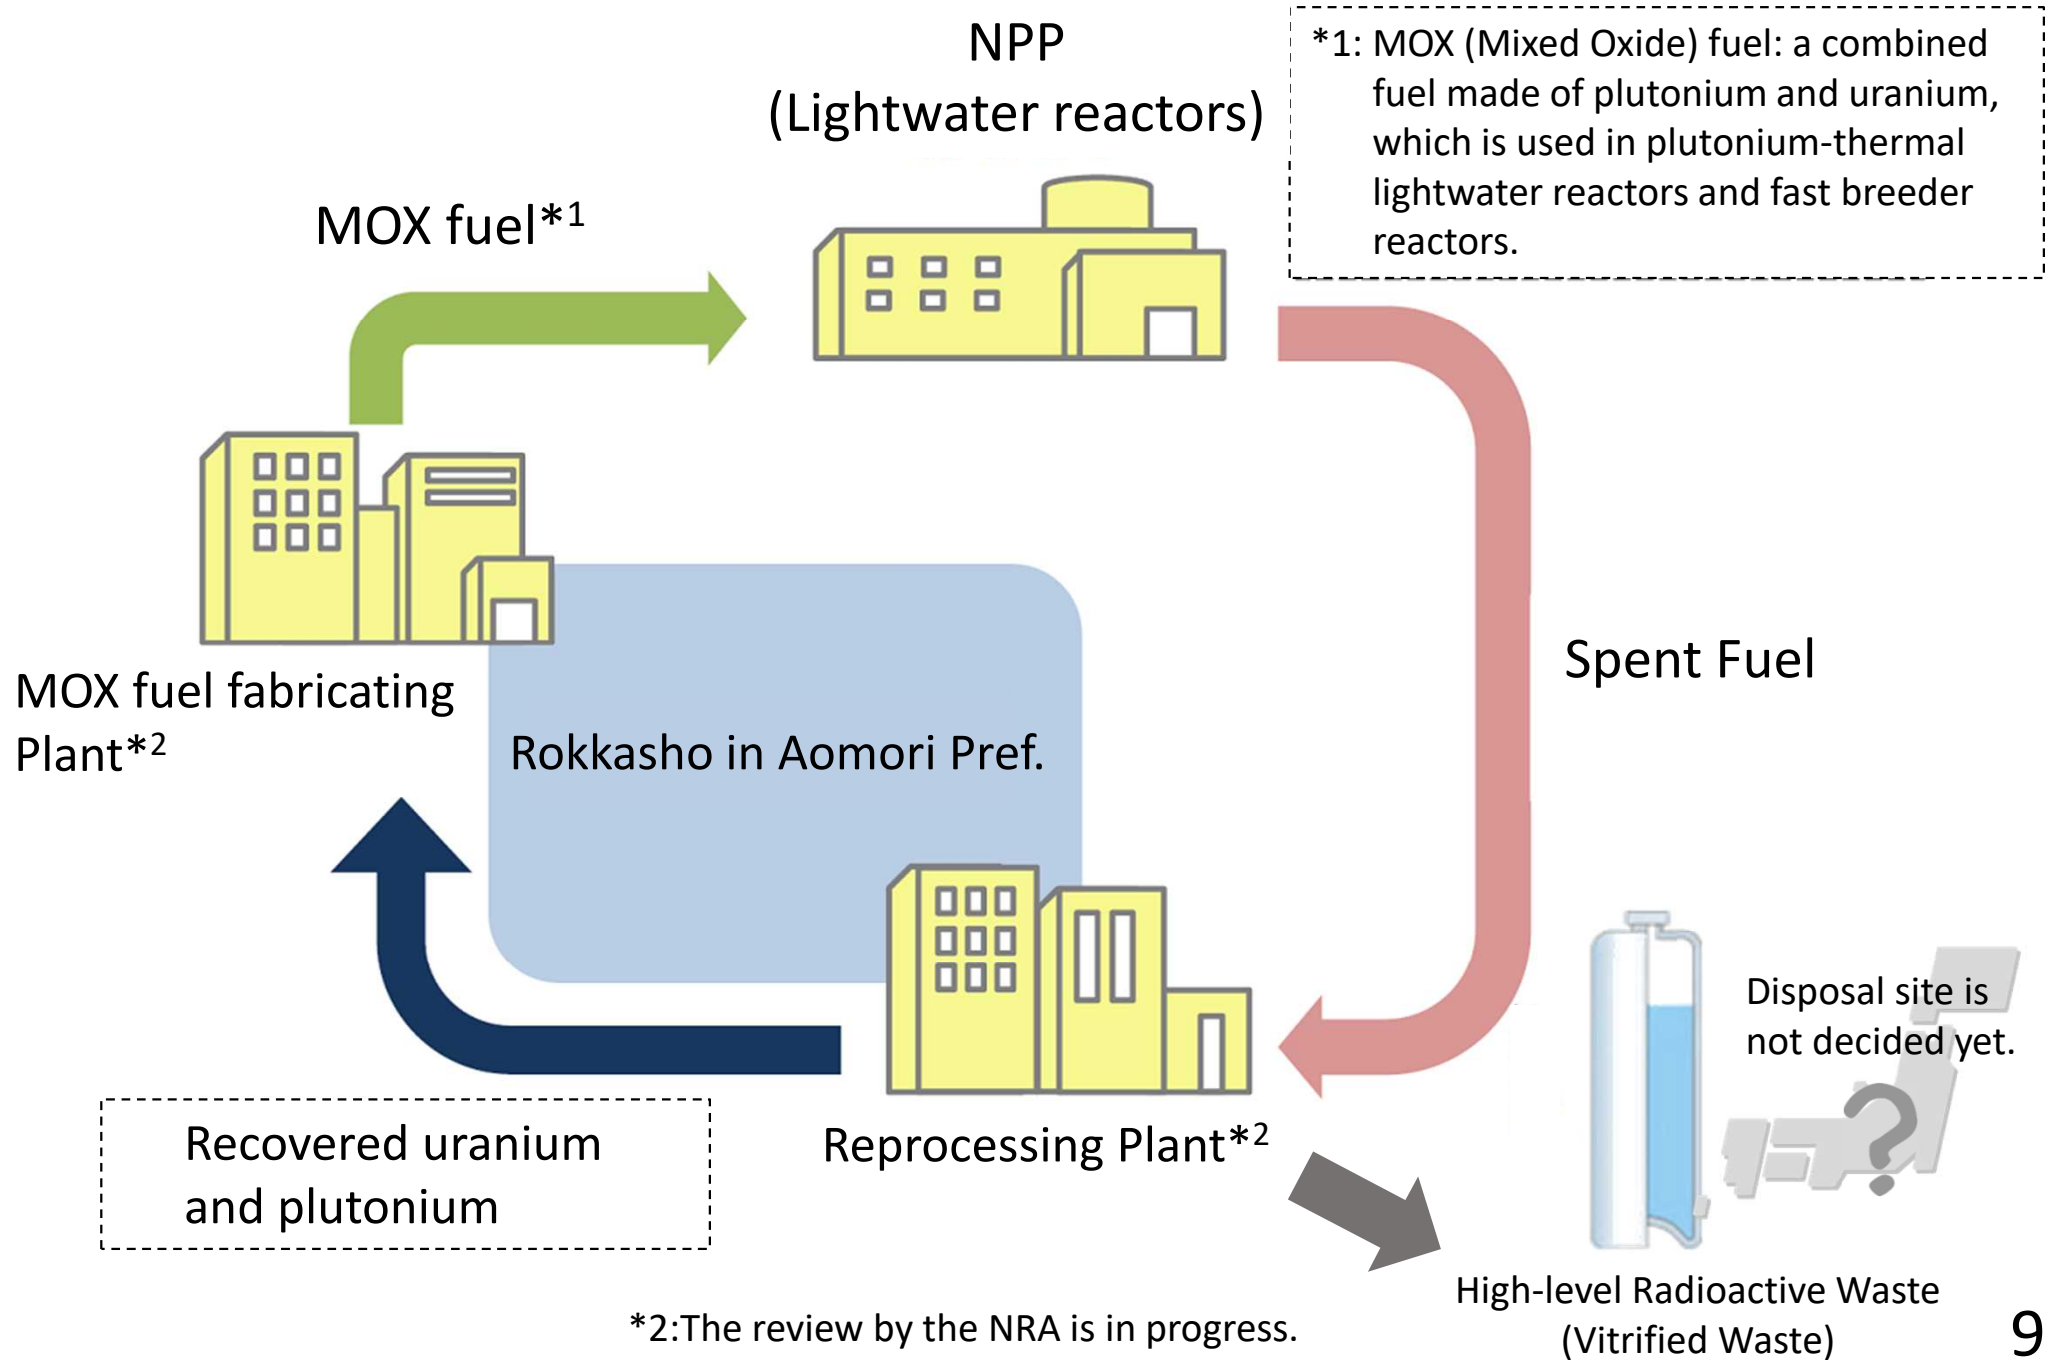 NPP
(Lightwater reactors)
*1: MOX (Mixed Oxide) fuel: a combined
fuel made of plutonium and uranium,
which is used in plutonium-thermal
lightwater reactors and fast breeder
reactors.
MOX fuel*1
MOX fuel fabricating
Plant*2
Rokkasho in Aomori Pref.
Spent Fuel
Disposal site is
not decided yet.
?
Recovered uranium
and plutonium
Reprocessing Plant*2
High-level Radioactive Waste
(Vitrified Waste)
*2:The review by the NRA is in progress.
9